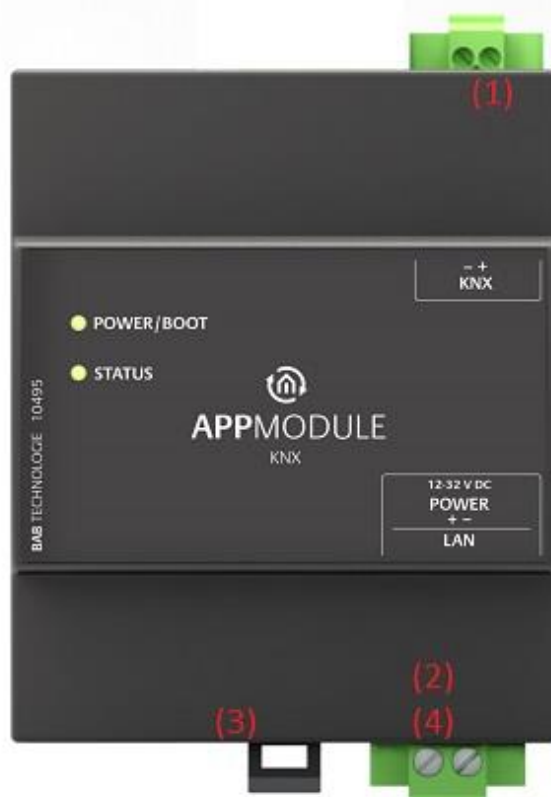 (1)
- +
KNX
POWER/BOOT
STATUS
APPMODULE
KNX
BAB TECHNOLOGIE 10495
12-32 V DC
POWER
+ -
LAN
(2)
(3)
(4)